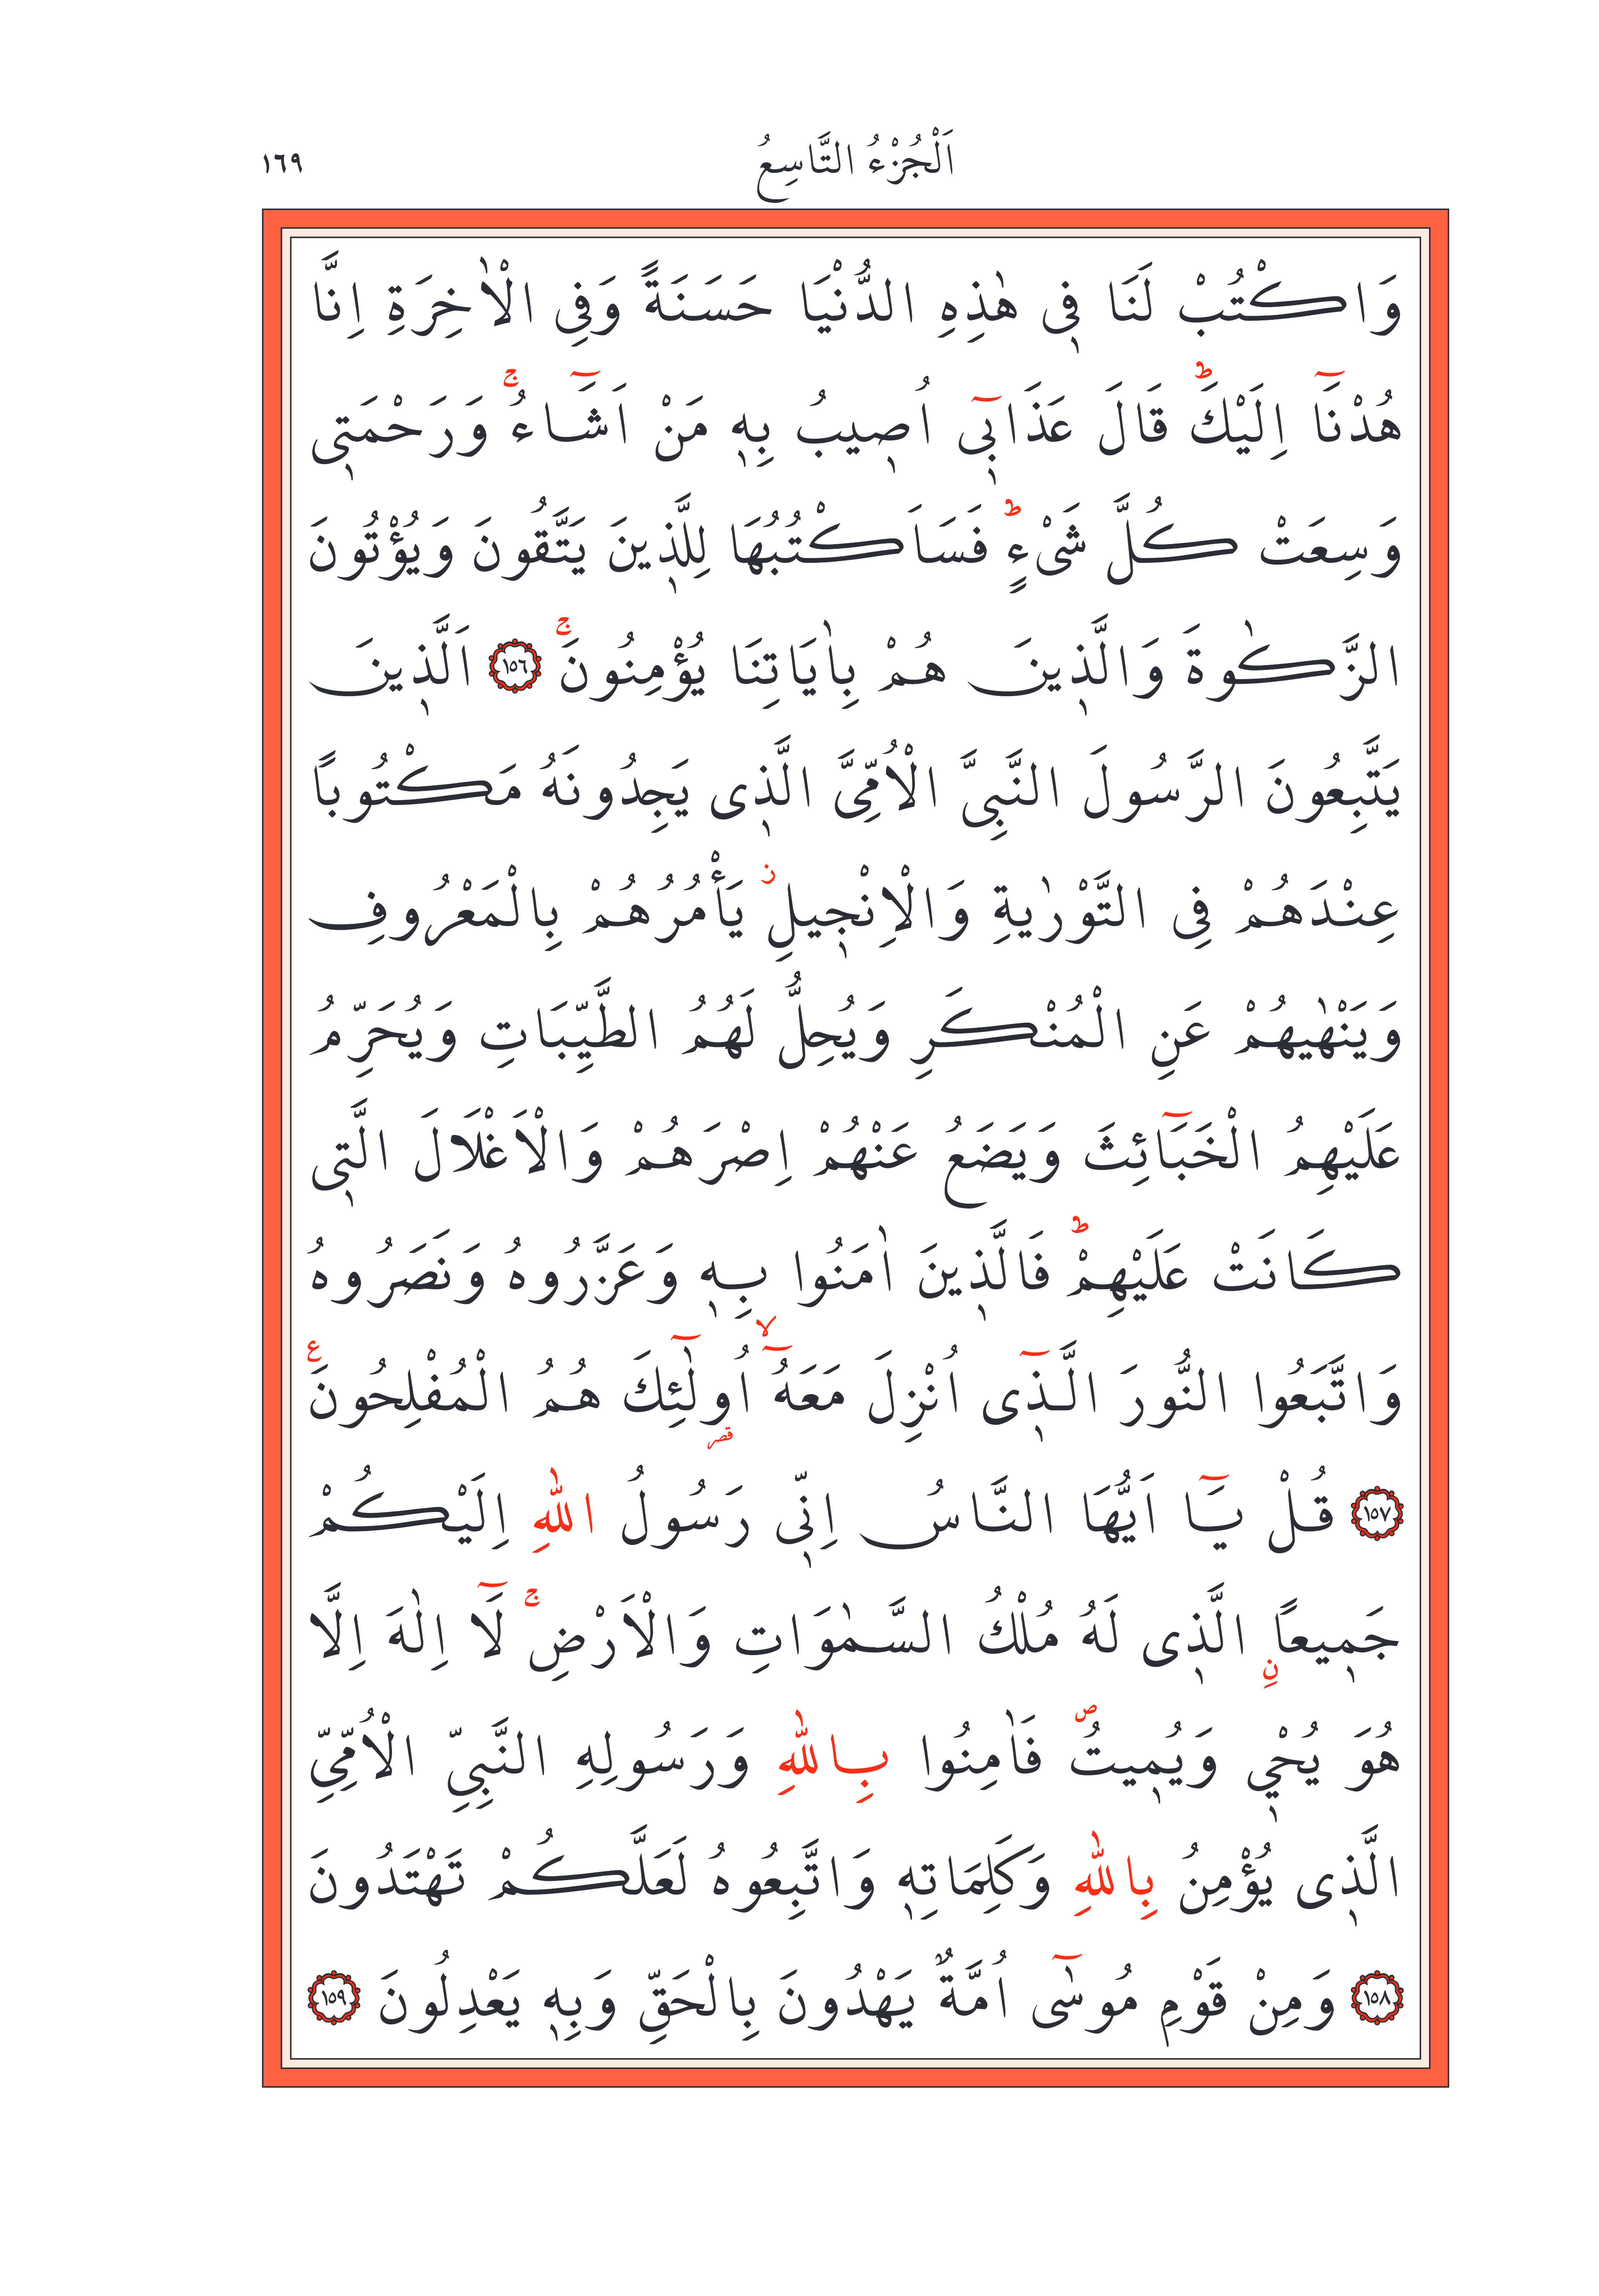 اَلْجُزْءُ التَّاسِعُ ١٦٩
وَاكْتُبْ لَنَا ف۪ي هٰذِهِ الدُّنْيَا حَسَنَةً وَفِي الْاٰخِرَةِ اِنَّا
هُدْنَٓا اِلَيْكَۜ قَالَ عَذَاب۪ٓي اُص۪يبُ بِه۪ مَنْ اَشَٓاءُۚ وَرَحْمَت۪ي
وَسِعَتْ كُلَّ شَيْءٍۜ فَسَاَكْتُبُهَا لِلَّذ۪ينَ يَتَّقُونَ وَيُؤْتُونَ
الزَّكٰوةَ وَالَّذ۪ينَ هُمْ بِاٰيَاتِنَا يُؤْمِنُونَۚ ﴿١٥٦﴾ اَلَّذ۪ينَ
يَتَّبِعُونَ الرَّسُولَ النَّبِيَّ الْاُمِّيَّ الَّذ۪ي يَجِدُونَهُ مَكْتُوباً
عِنْدَهُمْ فِي التَّوْرٰيةِ وَالْاِنْج۪يلِۘ يَأْمُرُهُمْ بِالْمَعْرُوفِ
وَيَنْهٰيهُمْ عَنِ الْمُنْكَرِ وَيُحِلُّ لَهُمُ الطَّيِّبَاتِ وَيُحَرِّمُ
عَلَيْهِمُ الْخَبَٓائِثَ وَيَضَعُ عَنْهُمْ اِصْرَهُمْ وَالْاَغْلَالَ الَّت۪ي
كَانَتْ عَلَيْهِمْۜ فَالَّذ۪ينَ اٰمَنُوا بِه۪ وَعَزَّرُوهُ وَنَصَرُوهُ
وَاتَّبَعُوا النُّورَ الَّذ۪ٓي اُنْزِلَ مَعَهُٓۙ اُو۬لٰٓئِكَ هُمُ الْمُفْلِحُونَ۟
﴿١٥٧﴾ قُلْ يَٓا اَيُّهَا النَّاسُ اِنّ۪ي رَسُولُ اللّٰهِ اِلَيْكُمْ
جَم۪يعاًۨ الَّذ۪ي لَهُ مُلْكُ السَّمٰوَاتِ وَالْاَرْضِۚ لَٓا اِلٰهَ اِلَّا
هُوَ يُحْي۪ي وَيُم۪يتُۖ فَاٰمِنُوا بِاللّٰهِ وَرَسُولِهِ النَّبِيِّ الْاُمِّيِّ
الَّذ۪ي يُؤْمِنُ بِاللّٰهِ وَكَلِمَاتِه۪ وَاتَّبِعُوهُ لَعَلَّكُمْ تَهْتَدُونَ
﴿١٥٨﴾ وَمِنْ قَوْمِ مُوسٰٓى اُمَّةٌ يَهْدُونَ بِالْحَقِّ وَبِه۪ يَعْدِلُونَ ﴿١٥٩﴾